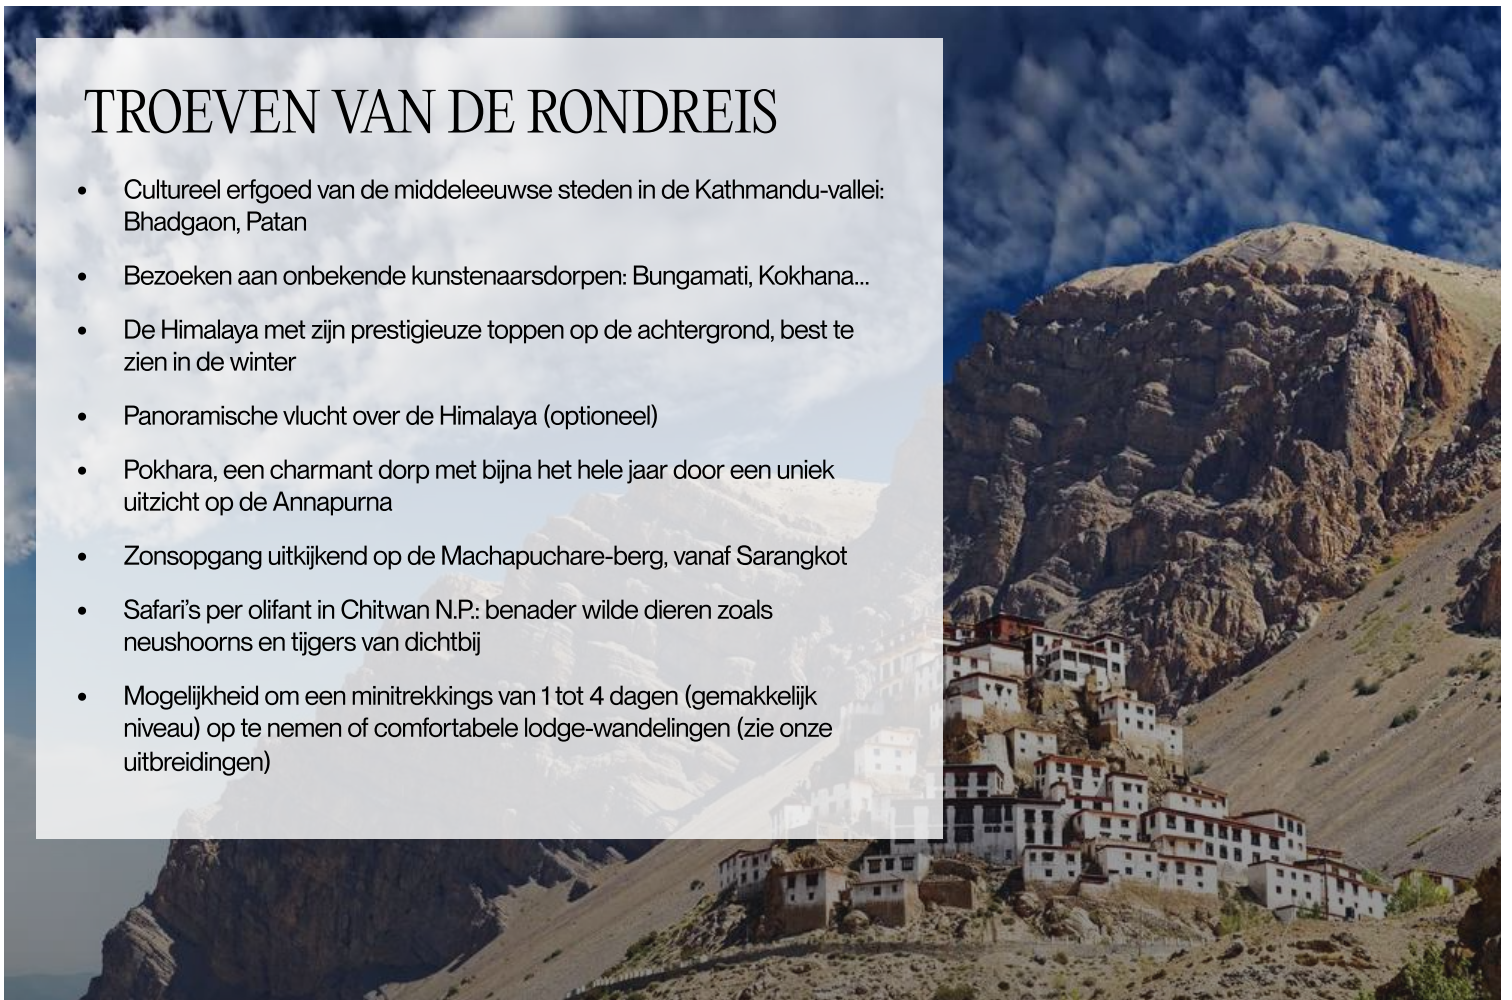 TROEVEN VAN DE RONDREIS
• Cultureel erfgoed van de middeleeuwse steden in de Kathmandu-vallei:
Bhadgaon, Patan
• Bezoeken aan onbekende kunstenaarsdorpen: Bungamati, Kokhana...
• De Himalaya met zijn prestigieuze toppen op de achtergrond, best te
zien in de winter
• Panoramische vlucht over de Himalaya (optioneel)
• Pokhara, een charmant dorp met bijna het hele jaar door een uniek
uitzicht op de Annapurna
• Zonsopgang uitkijkend op de Machapuchare-berg, vanaf Sarangkot
• Safari’s per olifant in Chitwan N.P.: benader wilde dieren zoals
neushoorns en tijgers van dichtbij
• Mogelijkheid om een minitrekkings van 1 tot 4 dagen (gemakkelijk
niveau) op te nemen of comfortabele lodge-wandelingen (zie onze
uitbreidingen)